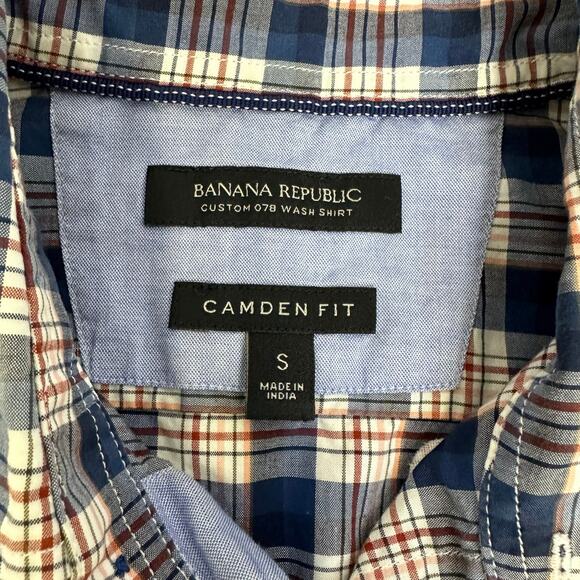 BANANA REPUBLIC
CUSTOM 078 WASH SHIRT
CAMDEN FIT
S
MADE IN
INDIA